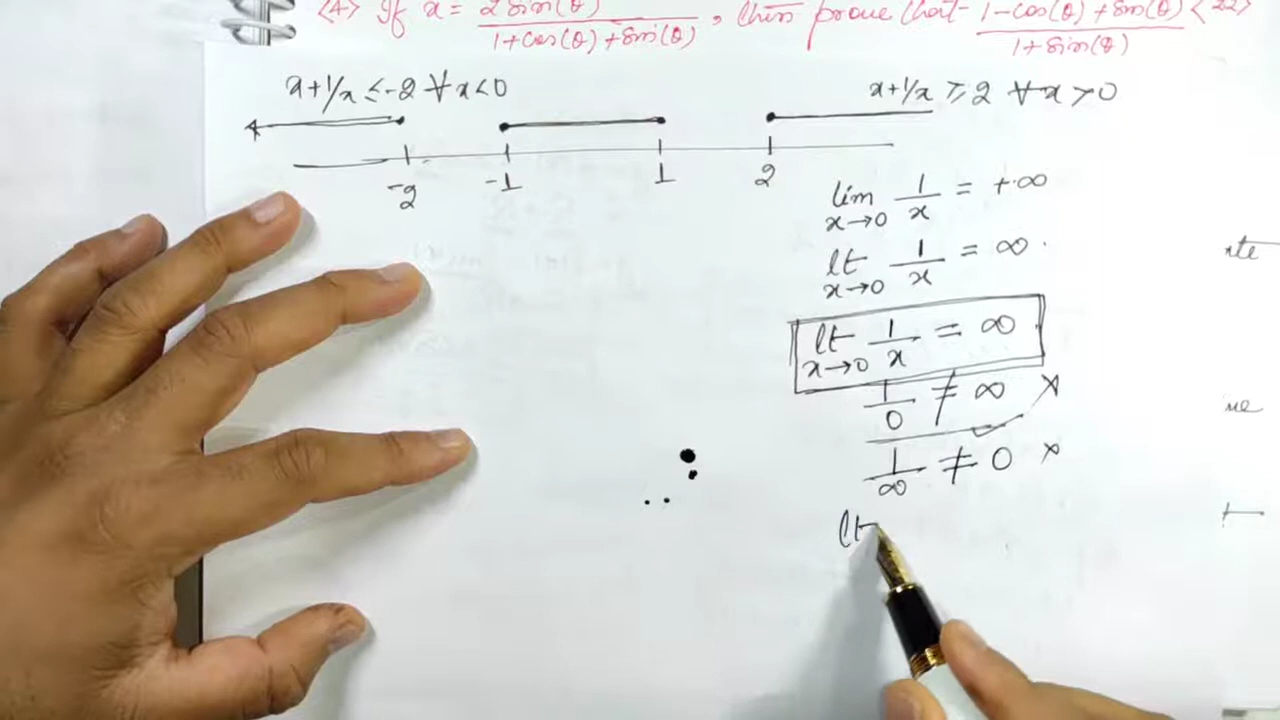 <4> If x = 2sin(θ) / 1+cos(θ)+sin(θ) , then prove that 1-cos(θ)+sin(θ) / 1+sin(θ) <22>
x+1/x ≤ -2 ∀x<0
x+1/x ≥ 2 ∀x>0
-2 -1 1 2
lim x→0 1/x = +∞
lt x→0 1/x = ∞
lt x→0 1/x = ∞
1/0 ≠ ∞ ×
1/∞ ≠ 0 ×
lt